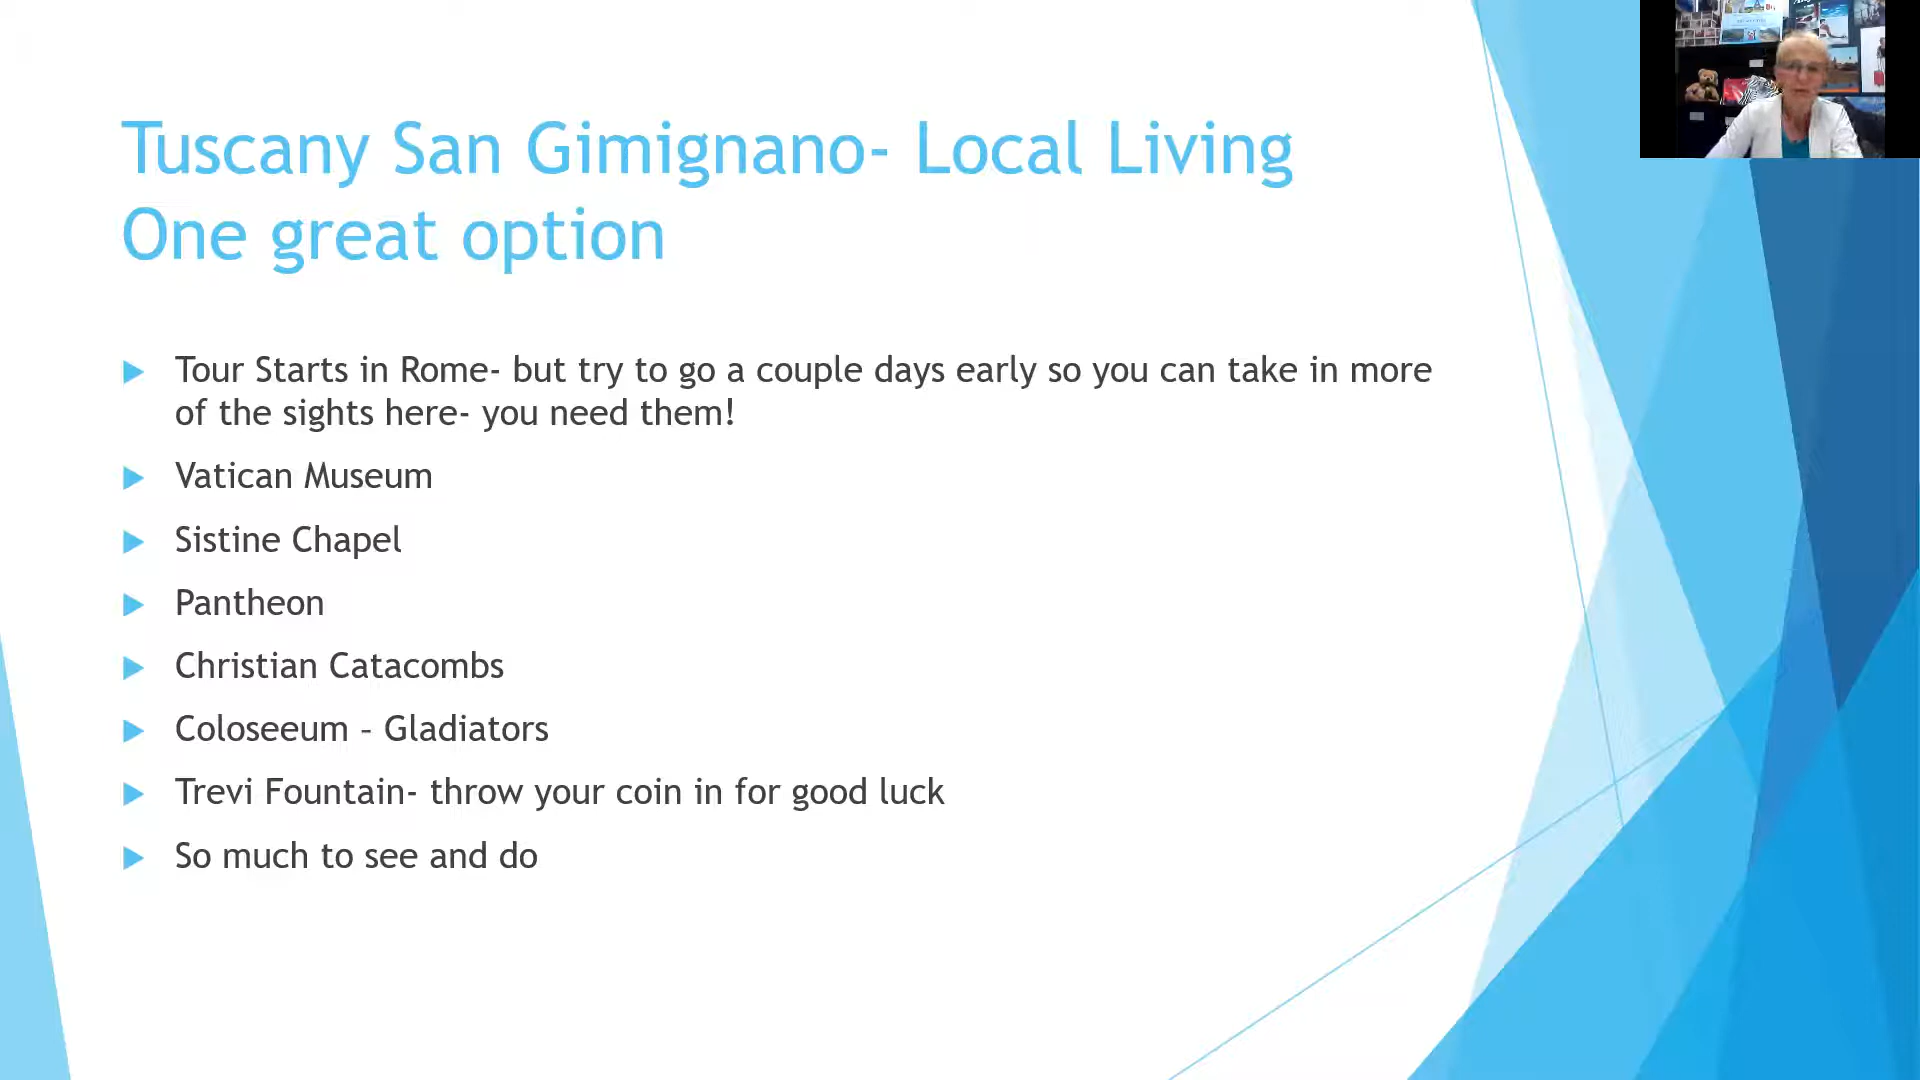 Tuscany San Gimignano- Local Living
One great option
Tour Starts in Rome- but try to go a couple days early so you can take in more
of the sights here- you need them!
Vatican Museum
Sistine Chapel
Pantheon
Christian Catacombs
Coloseeum – Gladiators
Trevi Fountain- throw your coin in for good luck
So much to see and do